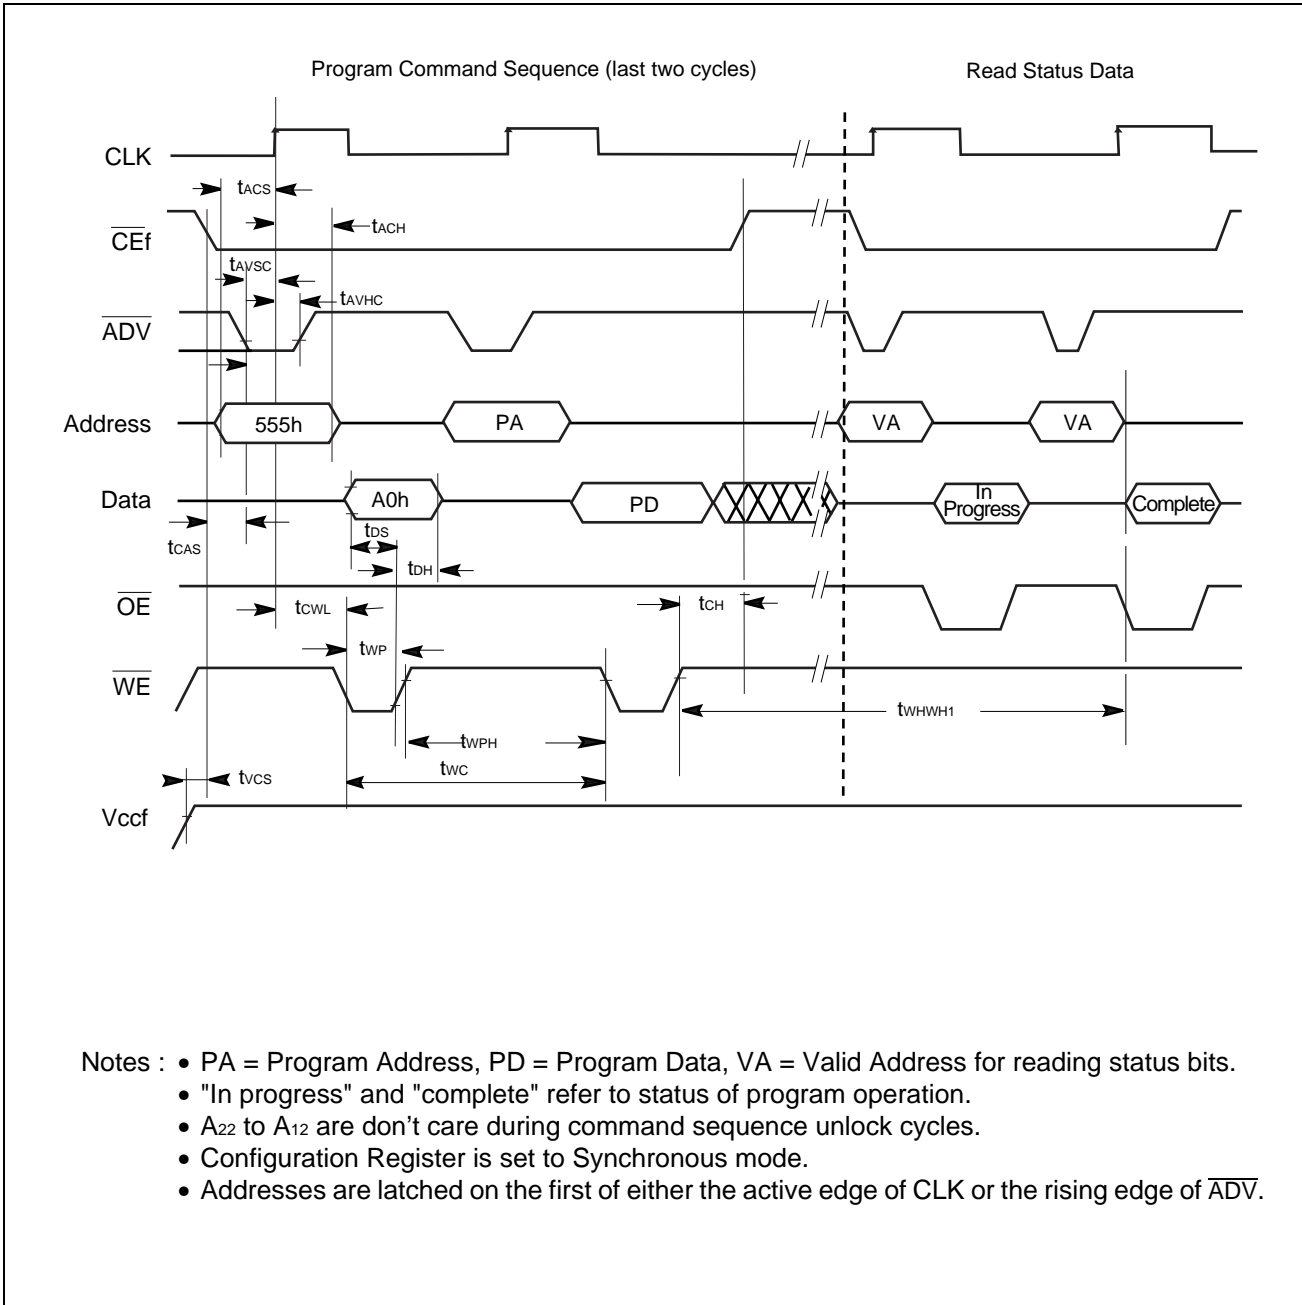 Program Command Sequence (last two cycles)
Read Status Data
CLK
tACS
tACH
CEf
tAVSC
tAVHC
ADV
Address
555h
PA
VA
VA
Data
A0h
PD
In Progress
Complete
tDS
tCAS
tDH
OE
tCWL
tCH
tWP
WE
tWHWH1
tWPH
tWC
tVCS
Vccf
Notes : • PA = Program Address, PD = Program Data, VA = Valid Address for reading status bits.
• "In progress" and "complete" refer to status of program operation.
• A22 to A12 are don't care during command sequence unlock cycles.
• Configuration Register is set to Synchronous mode.
• Addresses are latched on the first of either the active edge of CLK or the rising edge of ADV.